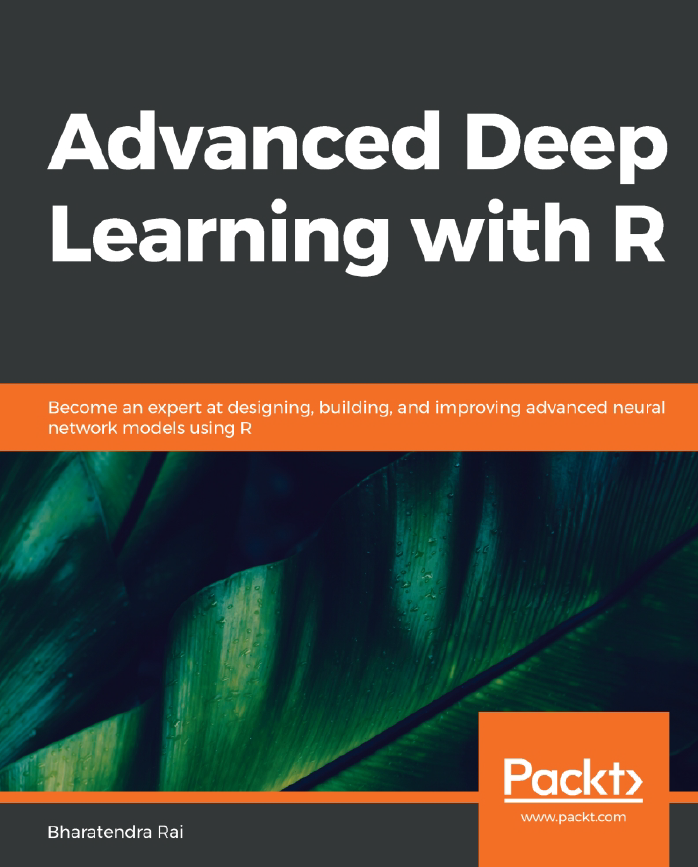 Advanced Deep
Learning with R
Become an expert at designing, building, and improving advanced neural
network models using R
Packt>
www.packt.com
Bharatendra Rai